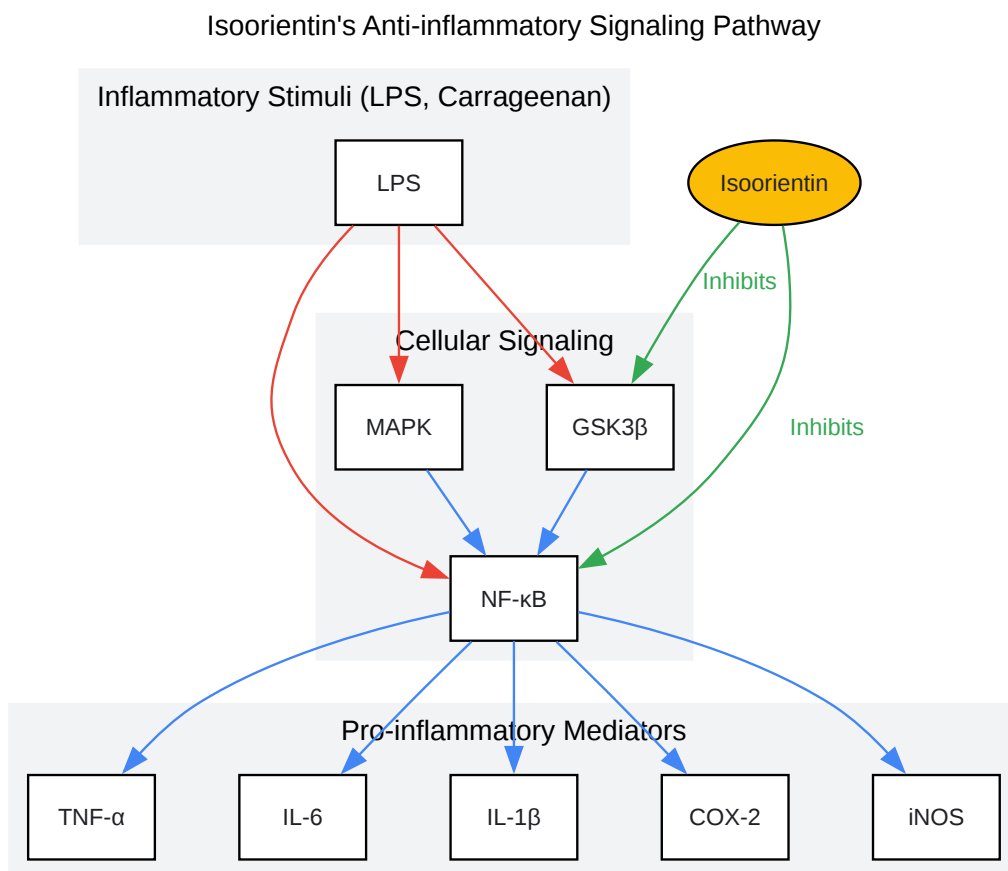 Isoorientin's Anti-inflammatory Signaling Pathway
Inflammatory Stimuli (LPS, Carrageenan)
LPS
Isoorientin
Inhibits
Cellular Signaling
MAPK
GSK3β
Inhibits
NF-κB
Pro-inflammatory Mediators
TNF-α
IL-6
IL-1β
COX-2
iNOS